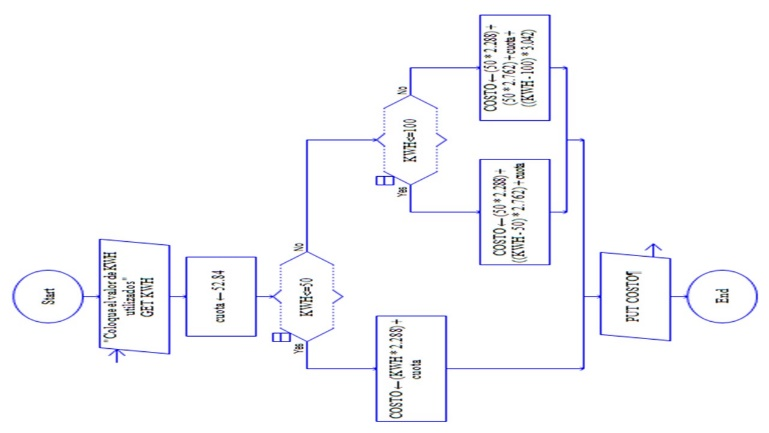 Start
"Coloque el valor de KWH
utilizados"
GET KWH
cuota ← 52.84
KWH<=50
Yes
No
COSTO ← (KWH * 2.288) +
cuota
KWH<=100
Yes
No
COSTO ← (50 * 2.288) +
((KWH - 50) * 2.762) + cuota
COSTO ← (50 * 2.288) +
(50 * 2.762) + cuota +
((KWH - 100) * 3.042)
PUT COSTO¶
End